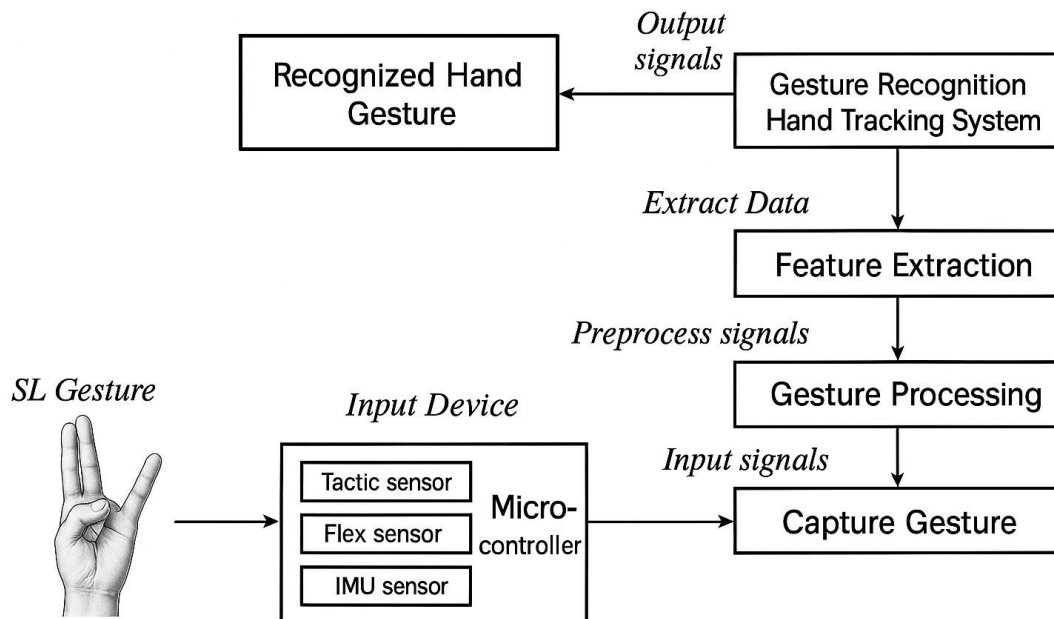 Output
signals
Recognized Hand
Gesture
Gesture Recognition
Hand Tracking System
Extract Data
Feature Extraction
Preprocess signals
Gesture Processing
SL Gesture
Input Device
Input signals
Tactic sensor
Flex sensor
IMU sensor
Micro-
controller
Capture Gesture